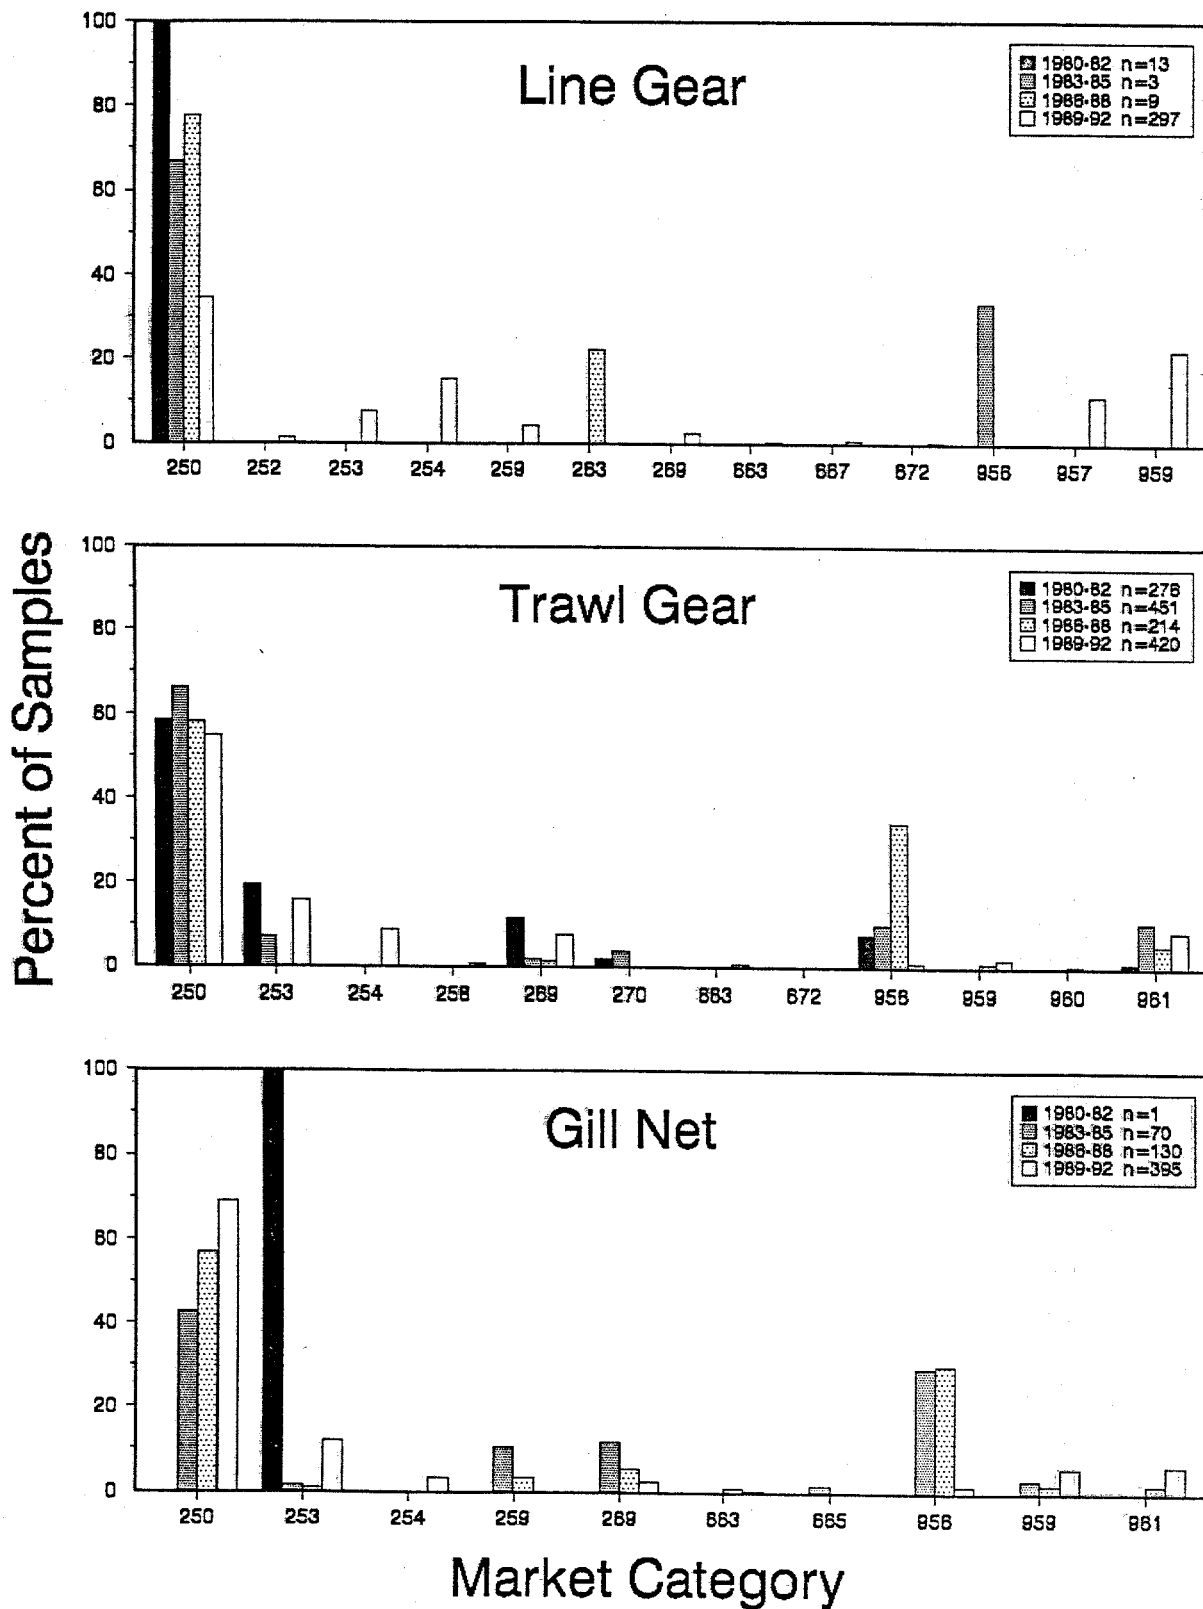 Line Gear
1980-82 n=13
1983-85 n=3
1986-88 n=9
1989-92 n=297
100
80
60
40
20
0
250 252 253 254 259 263 269 663 667 672 956 957 959
Percent of Samples
Trawl Gear
1980-82 n=276
1983-85 n=451
1986-88 n=214
1989-92 n=420
100
80
60
40
20
0
250 253 254 269 270 663 672 956 959 960 961
Gill Net
1980-82 n=1
1983-85 n=70
1986-88 n=130
1989-92 n=395
100
80
60
40
20
0
250 253 254 259 269 663 665 956 959 961
Market Category